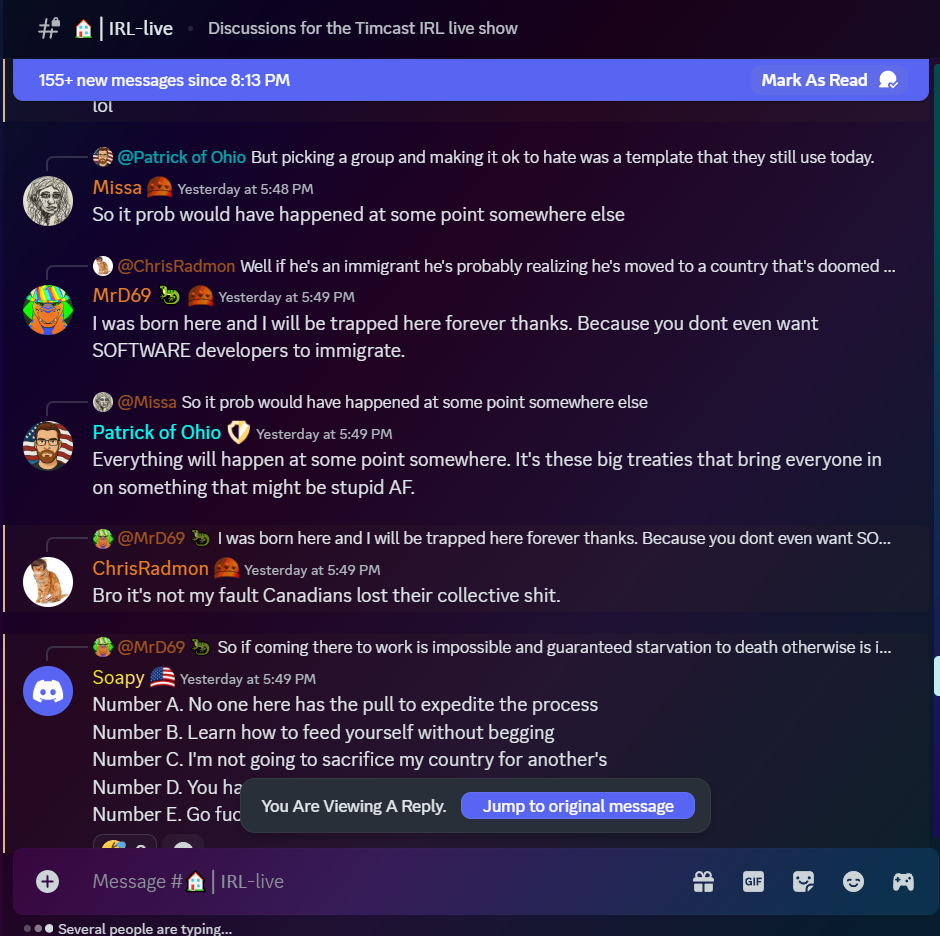 IRL-live • Discussions for the Timcast IRL live show
155+ new messages since 8:13 PM Mark As Read
lol
@Patrick of Ohio But picking a group and making it ok to hate was a template that they still use today.
Missa Yesterday at 5:48 PM
So it prob would have happened at some point somewhere else
@ChrisRadmon Well if he's an immigrant he's probably realizing he's moved to a country that's doomed ...
MrD69 Yesterday at 5:49 PM
I was born here and I will be trapped here forever thanks. Because you dont even want
SOFTWARE developers to immigrate.
@Missa So it prob would have happened at some point somewhere else
Patrick of Ohio Yesterday at 5:49 PM
Everything will happen at some point somewhere. It's these big treaties that bring everyone in
on something that might be stupid AF.
@MrD69 I was born here and I will be trapped here forever thanks. Because you dont even want SO...
ChrisRadmon Yesterday at 5:49 PM
Bro it's not my fault Canadians lost their collective shit.
@MrD69 So if coming there to work is impossible and guaranteed starvation to death otherwise is i...
Soapy Yesterday at 5:49 PM
Number A. No one here has the pull to expedite the process
Number B. Learn how to feed yourself without begging
Number C. I'm not going to sacrifice my country for another's
Number D. You ha
Number E. Go fuc
You Are Viewing A Reply. Jump to original message
Message # | IRL-live
GIF
Several people are typing...